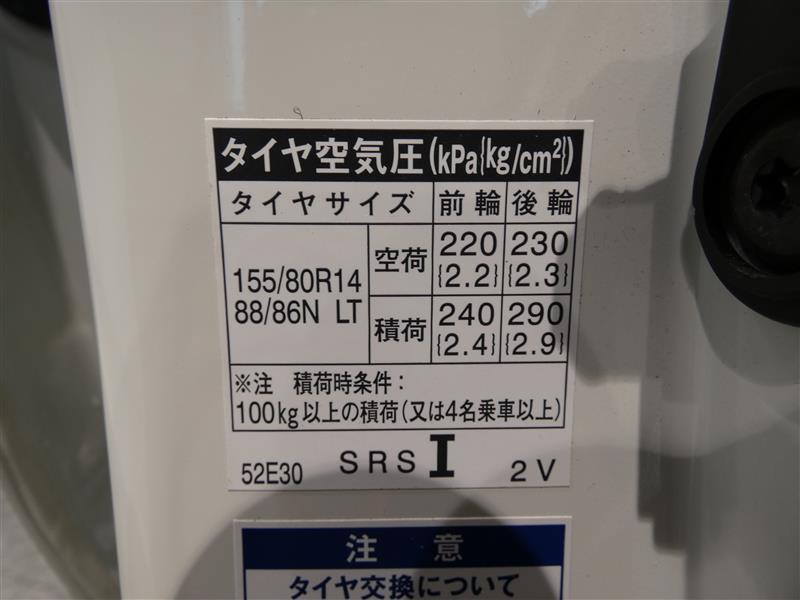 タイヤ空気圧(kPa{kg/cm²})
タイヤサイズ 前輪 後輪
155/80R14 88/86N LT
空荷 220{2.2} 230{2.3}
積荷 240{2.4} 290{2.9}
※注 積荷時条件:
100kg以上の積荷(又は4名乗車以上)
52E30 SRS I 2V
注意
タイヤ交換について